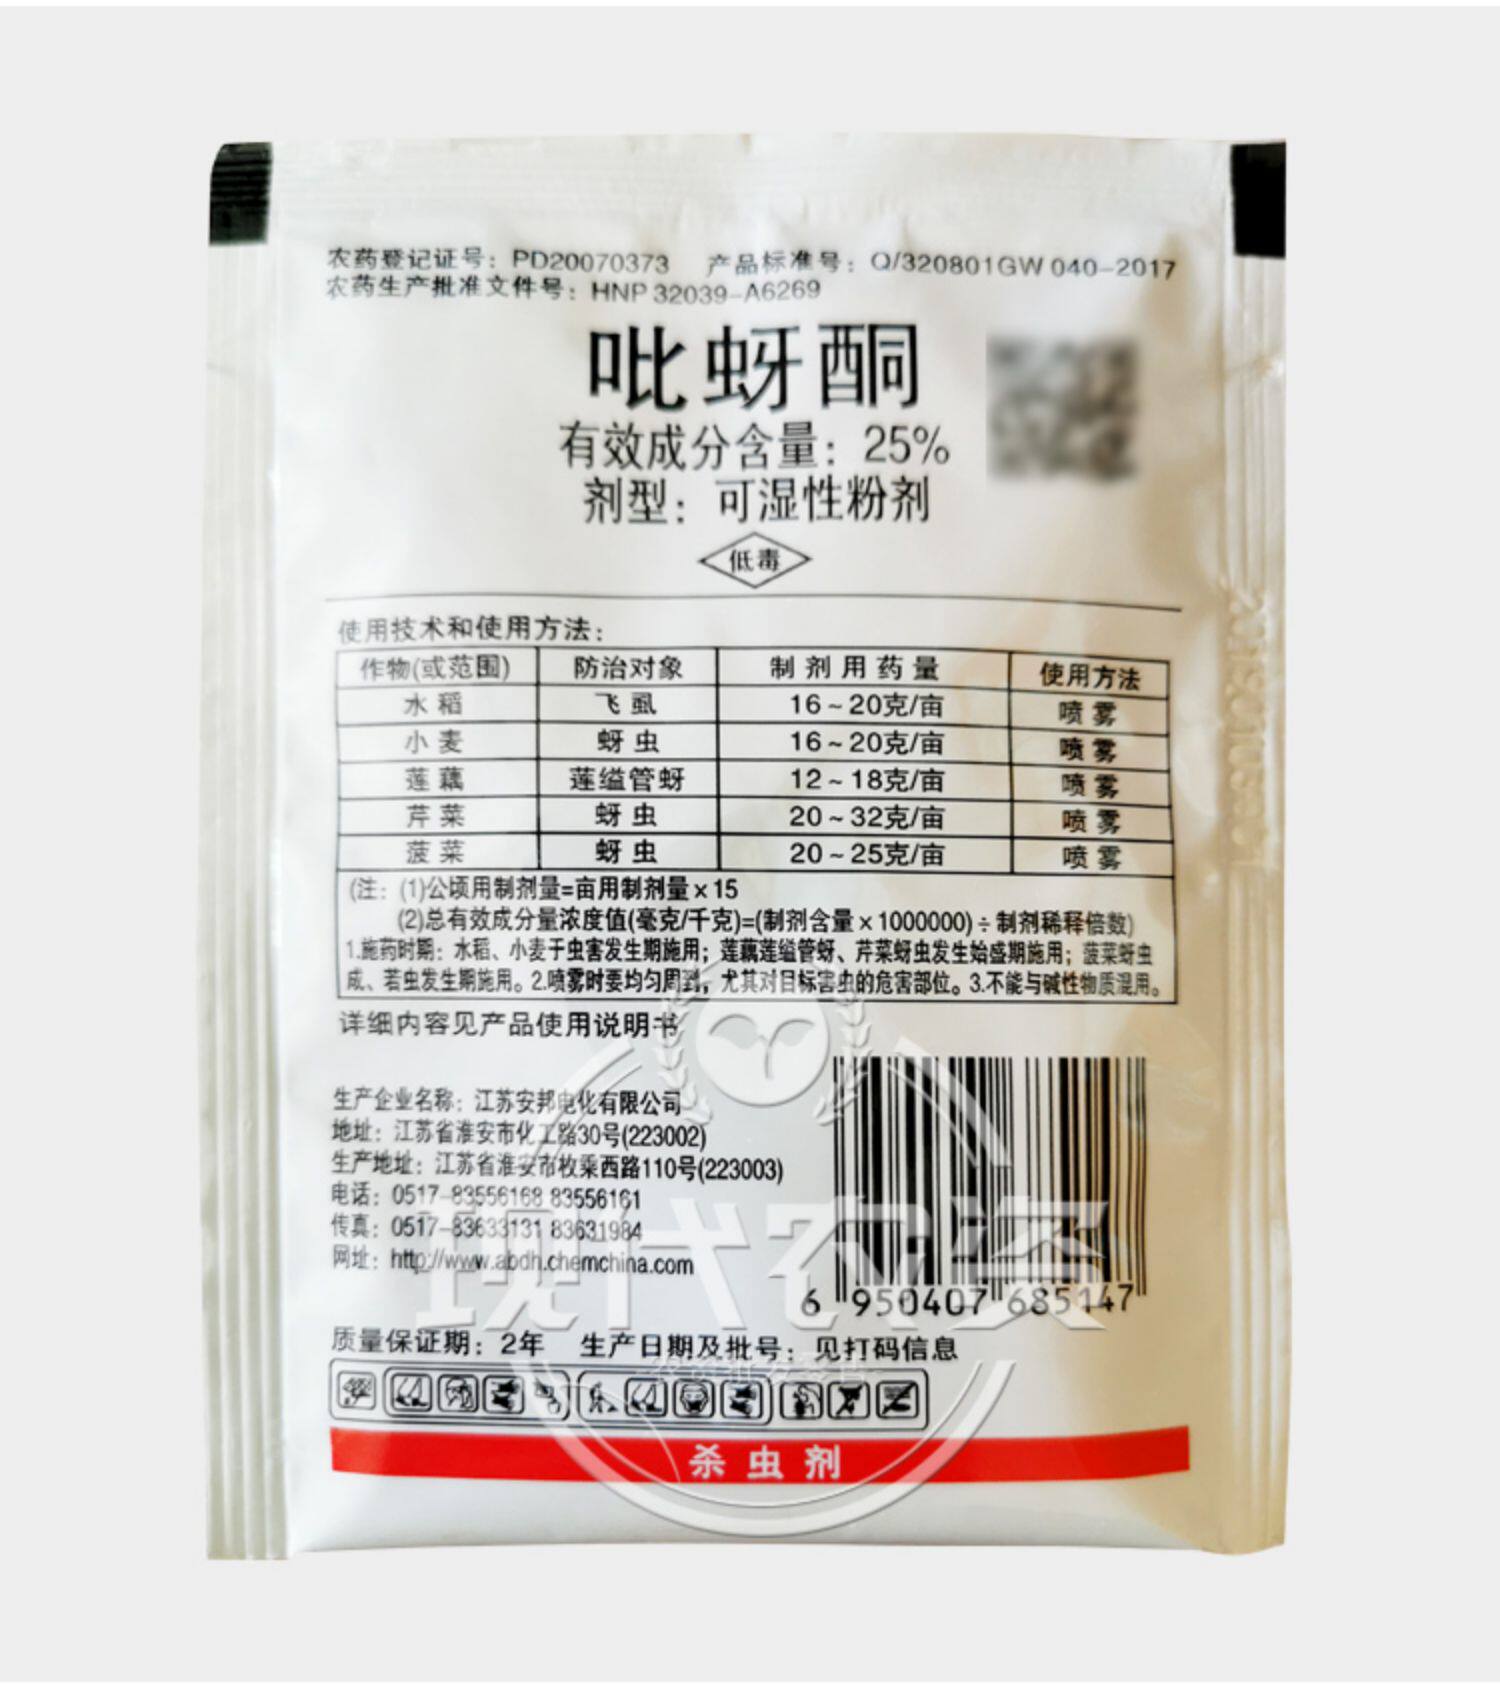 农药登记证号：PD20070373 产品标准号：Q/320801GW 040-2017
农药生产批准文件号：HNP 32039-A6269
吡蚜酮
有效成分含量：25%
剂型：可湿性粉剂
低毒
使用技术和使用方法：
作物(或范围) 防治对象 制剂用药量 使用方法
水稻 飞虱 16~20克/亩 喷雾
小麦 蚜虫 16~20克/亩 喷雾
莲藕 莲缢管蚜 12~18克/亩 喷雾
芹菜 蚜虫 20~32克/亩 喷雾
菠菜 蚜虫 20~25克/亩 喷雾
(注：(1)公顷用制剂量=亩用制剂量×15
(2)总有效成分量浓度值(毫克/千克)=(制剂含量×1000000)÷制剂稀释倍数)
1.施药时期：水稻、小麦于虫害发生期施用；莲藕莲缢管蚜、芹菜蚜虫发生始盛期施用；菠菜蚜虫
成、若虫发生期施用。2.喷雾时要均匀周到，尤其对目标害虫的危害部位。3.不能与碱性物质混用。
详细内容见产品使用说明书
生产企业名称：江苏安邦电化有限公司
地址：江苏省淮安市化工路30号(223002)
生产地址：江苏省淮安市枚乘西路110号(223003)
电话：0517-83556168 83556161
传真：0517-83633131 83631984
网址：http://www.abdh.chemchina.com
现代农资
6 950407 685147
质量保证期：2年 生产日期及批号：见打码信息
杀虫剂